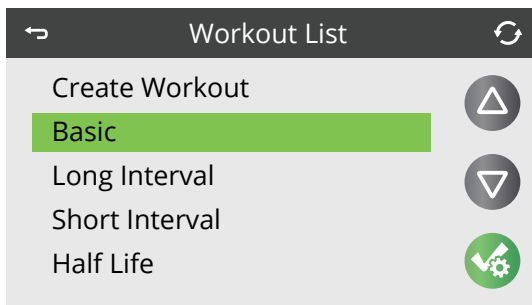 Workout List
Create Workout
Basic
Long Interval
Short Interval
Half Life